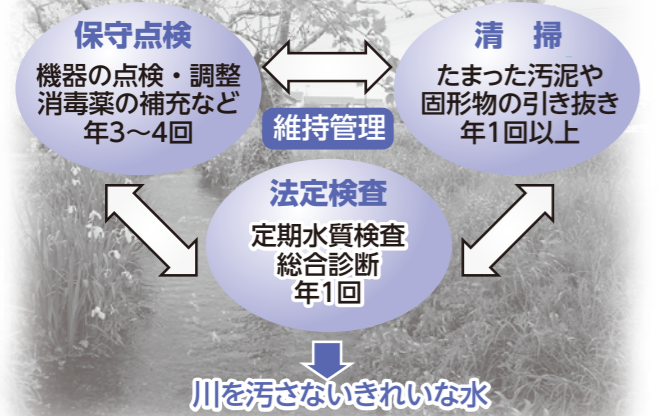 保守点検
機器の点検・調整
消毒薬の補充など
年3〜4回
清　掃
たまった汚泥や
固形物の引き抜き
年1回以上
維持管理
法定検査
定期水質検査
総合診断
年1回
川を汚さないきれいな水